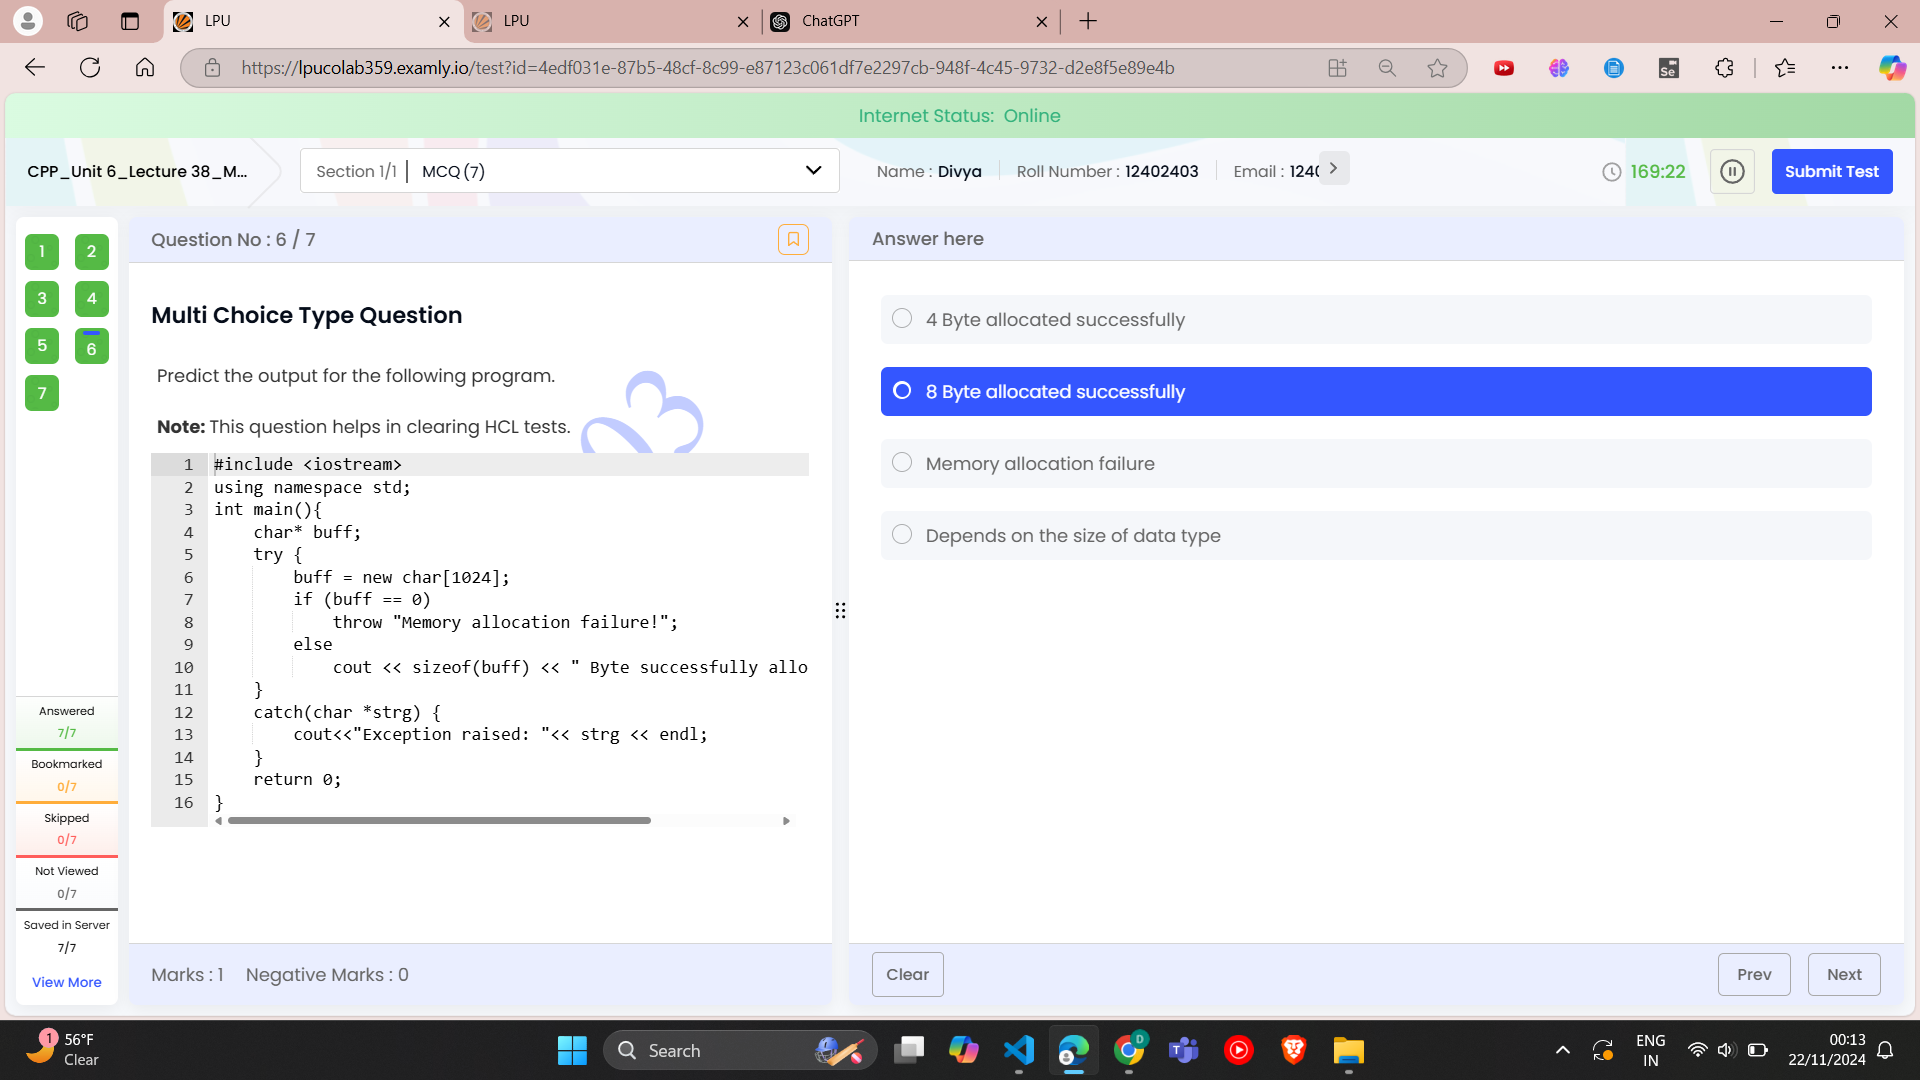 LPU
LPU
ChatGPT
https://lpucolab359.examly.io/test?id=4edf031e-87b5-48cf-8c99-e87123c061df7e2297cb-948f-4c45-9732-d2e8f5e89e4b
Internet Status: Online
CPP_Unit 6_Lecture 38_M...
Section 1/1 | MCQ (7)
Name : Divya
Roll Number : 12402403
Email : 1240
169:22
Submit Test
1 2
3 4
5 6
7
Question No : 6 / 7
Multi Choice Type Question
Predict the output for the following program.
Note: This question helps in clearing HCL tests.
1 #include <iostream>
2 using namespace std;
3 int main(){
4 char* buff;
5 try {
6 buff = new char[1024];
7 if (buff == 0)
8 throw "Memory allocation failure!";
9 else
10 cout << sizeof(buff) << " Byte successfully allo
11 }
12 catch(char *strg) {
13 cout<<"Exception raised: "<< strg << endl;
14 }
15 return 0;
16 }
Answer here
4 Byte allocated successfully
8 Byte allocated successfully
Memory allocation failure
Depends on the size of data type
Answered
7/7
Bookmarked
0/7
Skipped
0/7
Not Viewed
0/7
Saved in Server
7/7
View More
Marks : 1 Negative Marks : 0
Clear
Prev
Next
1
56°F
Clear
Search
Se
D
T
ENG
IN
00:13
22/11/2024